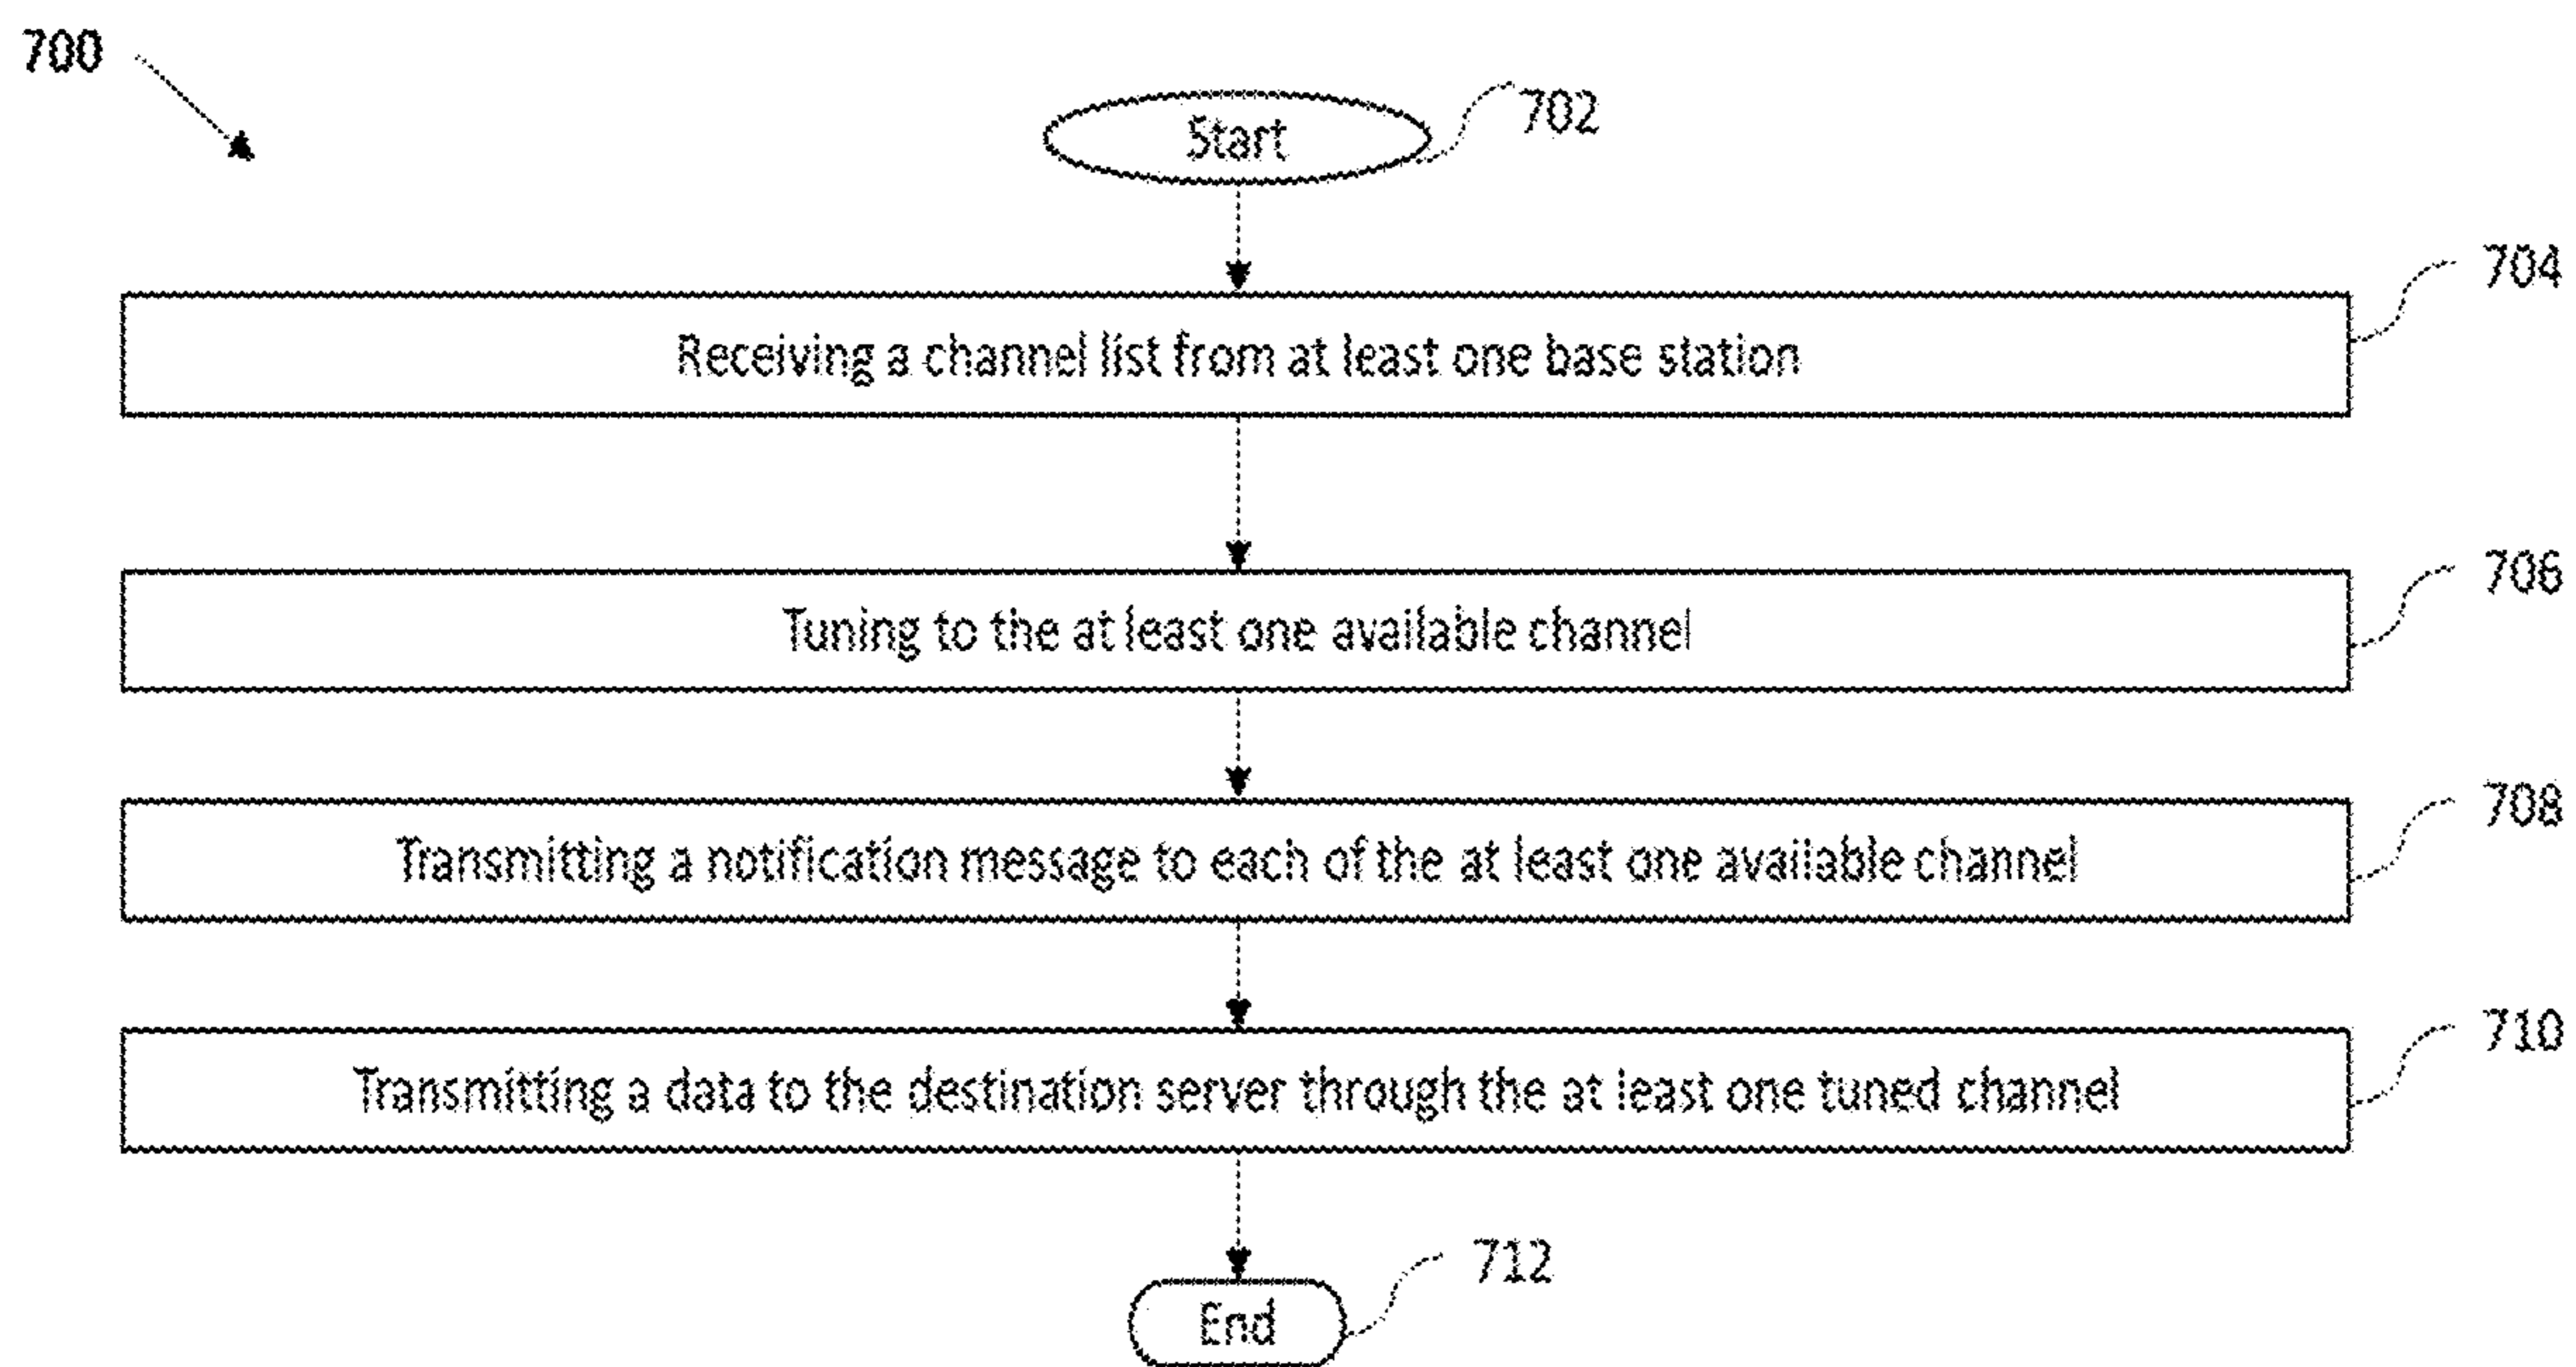 700
Start
702
704
Receiving a channel list from at least one base station
706
Tuning to the at least one available channel
708
Transmitting a notification message to each of the at least one available channel
710
Transmitting a data to the destination server through the at least one tuned channel
712
End